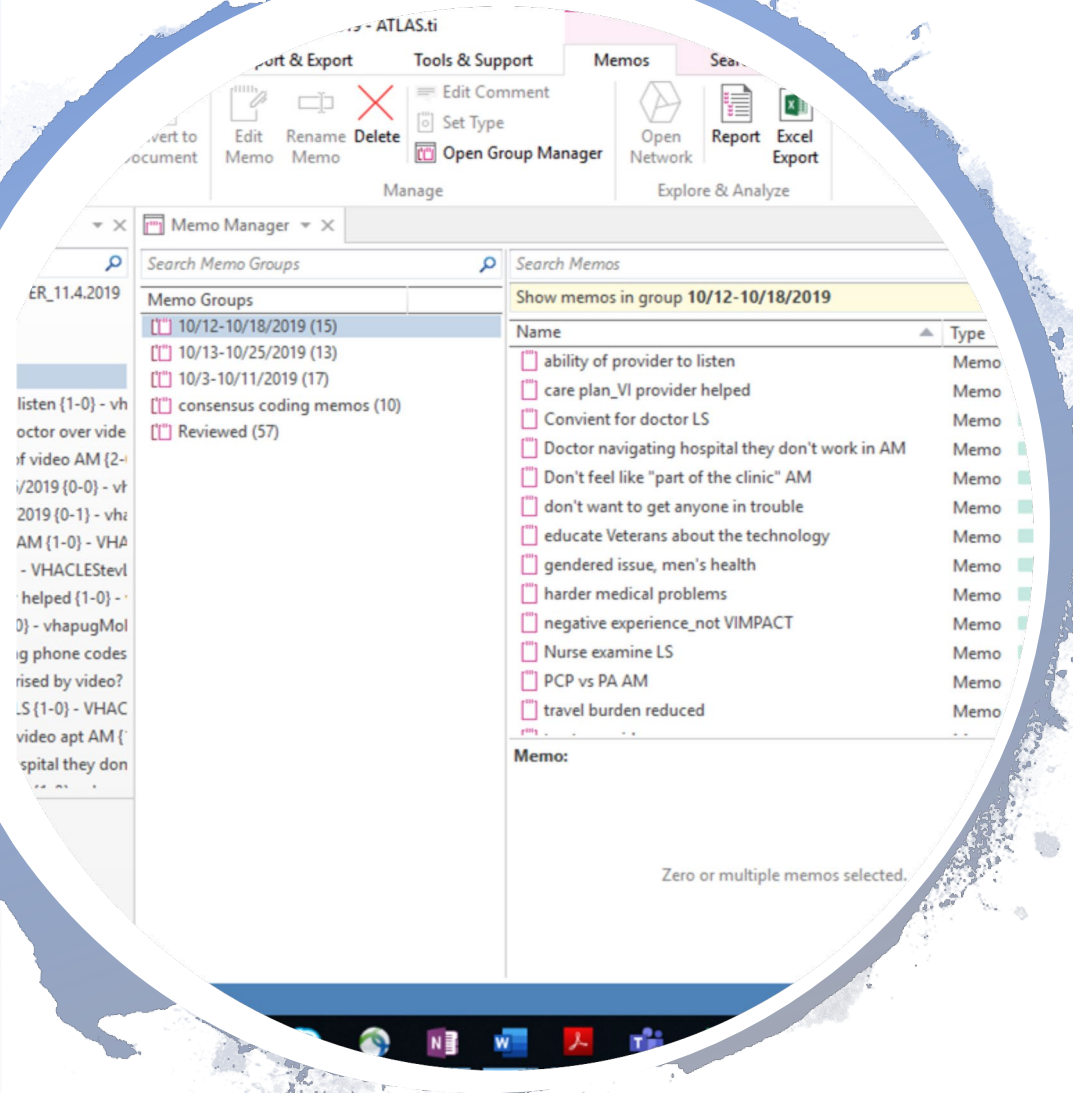 - ATLAS.ti
port & Export Tools & Support Memos Sear
vert to
ocument
Edit
Memo
Rename
Memo
Delete
Edit Comment
Set Type
Open Group Manager
Open
Network
Report
Excel
Export
Manage
Explore & Analyze
Memo Manager
Search Memo Groups
Search Memos
ER_11.4.2019
listen {1-0} - vh
octor over vide
of video AM {2-
/2019 {0-0} - vh
2019 {0-1} - vha
AM {1-0} - VHA
- VHACLEStevl
helped {1-0} -
0} - vhapugMol
g phone codes
rised by video?
LS {1-0} - VHAC
video apt AM {
spital they don
Memo Groups
10/12-10/18/2019 (15)
10/13-10/25/2019 (13)
10/3-10/11/2019 (17)
consensus coding memos (10)
Reviewed (57)
Show memos in group 10/12-10/18/2019
Name Type
ability of provider to listen Memo
care plan_VI provider helped Memo
Convient for doctor LS Memo
Doctor navigating hospital they don't work in AM Memo
Don't feel like "part of the clinic" AM Memo
don't want to get anyone in trouble Memo
educate Veterans about the technology Memo
gendered issue, men's health Memo
harder medical problems Memo
negative experience_not VIMPACT Memo
Nurse examine LS Memo
PCP vs PA AM Memo
travel burden reduced Memo
Memo:
Zero or multiple memos selected.